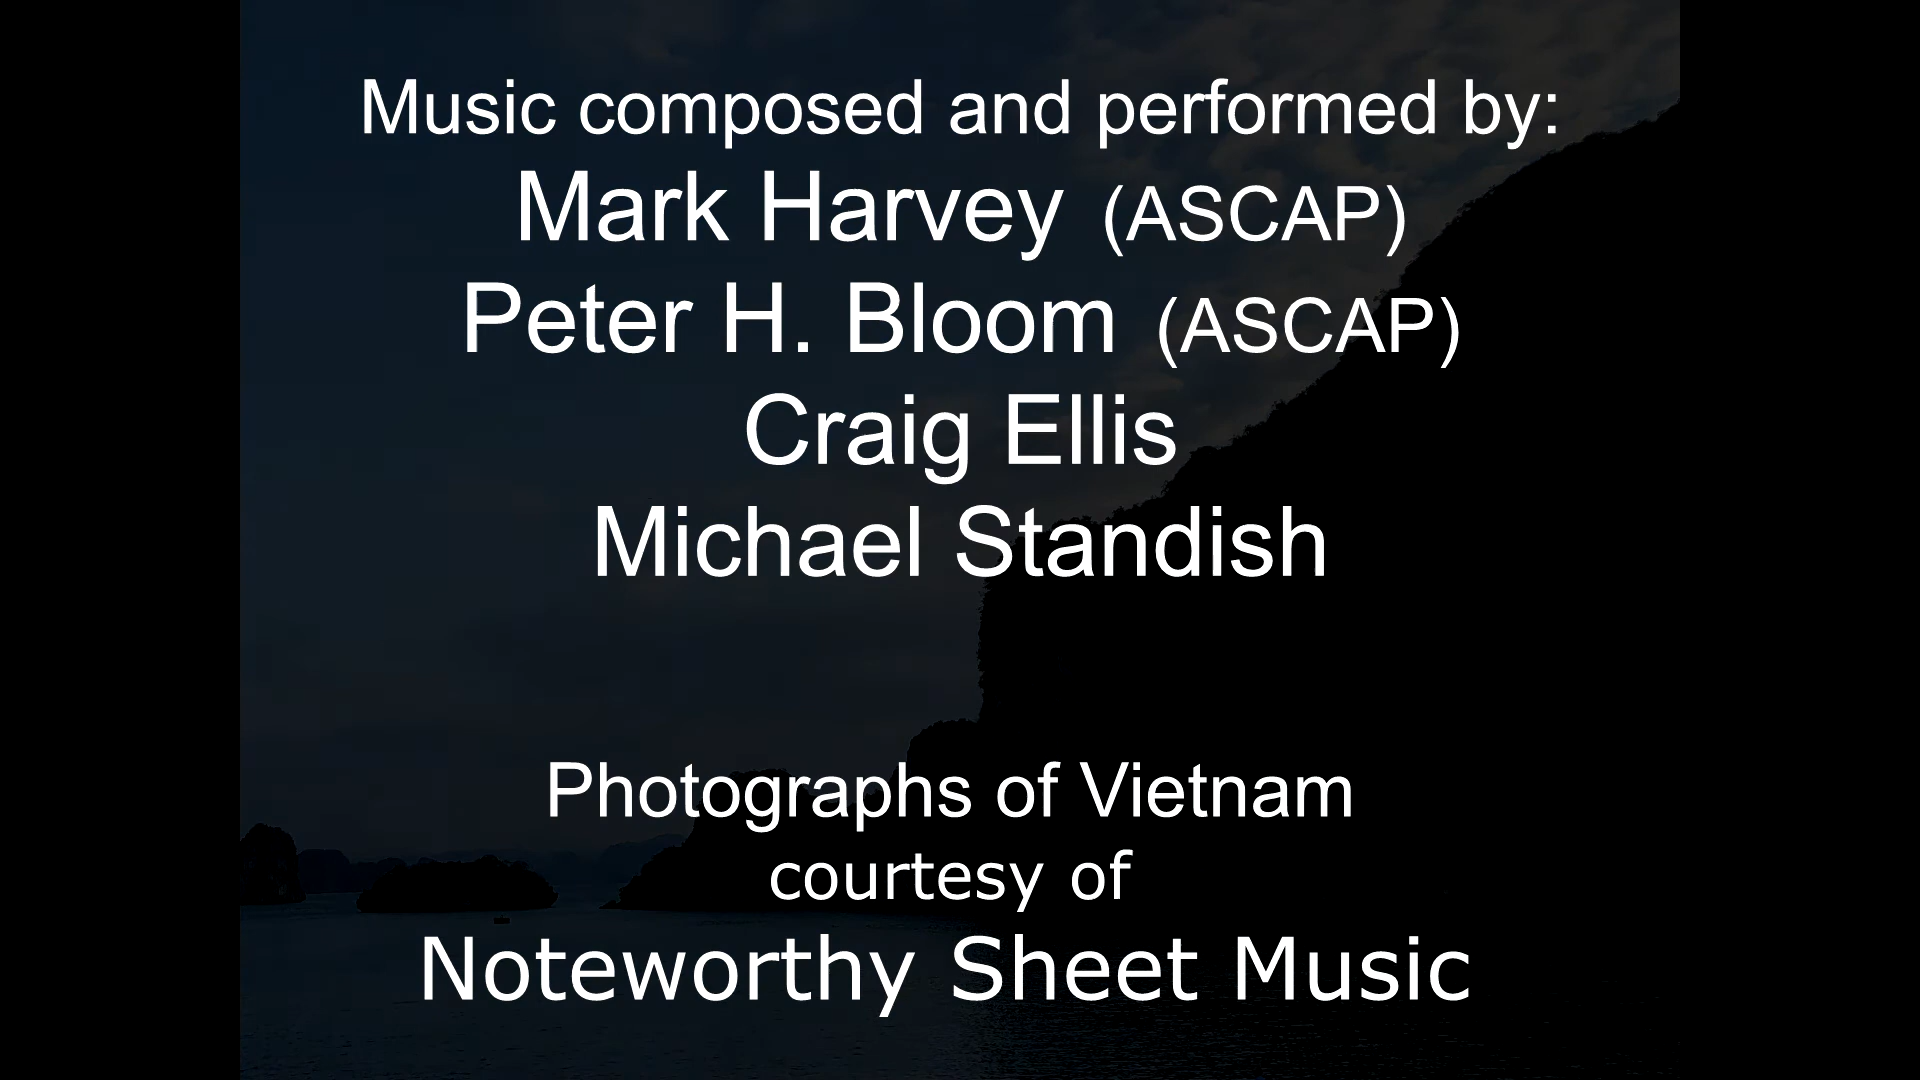 Music composed and performed by:
Mark Harvey (ASCAP)
Peter H. Bloom (ASCAP)
Craig Ellis
Michael Standish
Photographs of Vietnam
courtesy of
Noteworthy Sheet Music